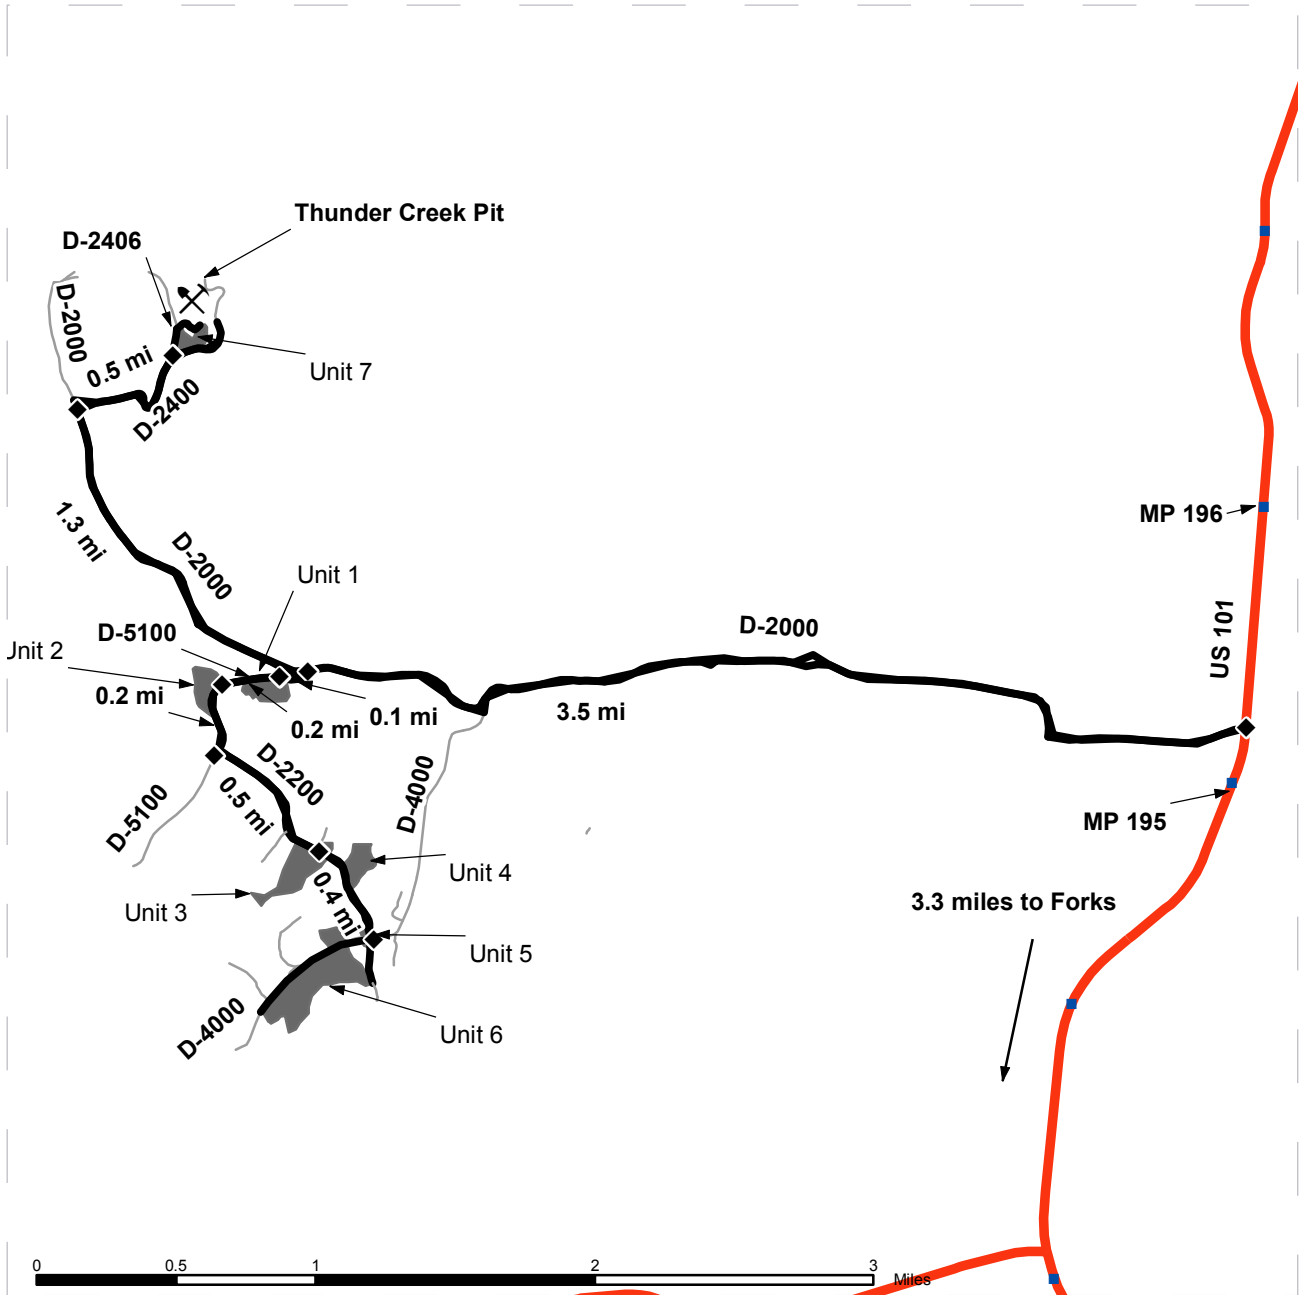 Thunder Creek Pit
D-2406
D-2000
0.5 mi
Unit 7
D-2400
MP 196
1.3 mi
D-2000
Unit 1
US 101
D-5100
D-2000
Unit 2
0.2 mi
0.1 mi
3.5 mi
0.2 mi
D-2200
D-4000
0.5 mi
D-5100
MP 195
Unit 4
0.4 mi
3.3 miles to Forks
Unit 3
Unit 5
D-4000
Unit 6
0 0.5 1 2 3
Miles